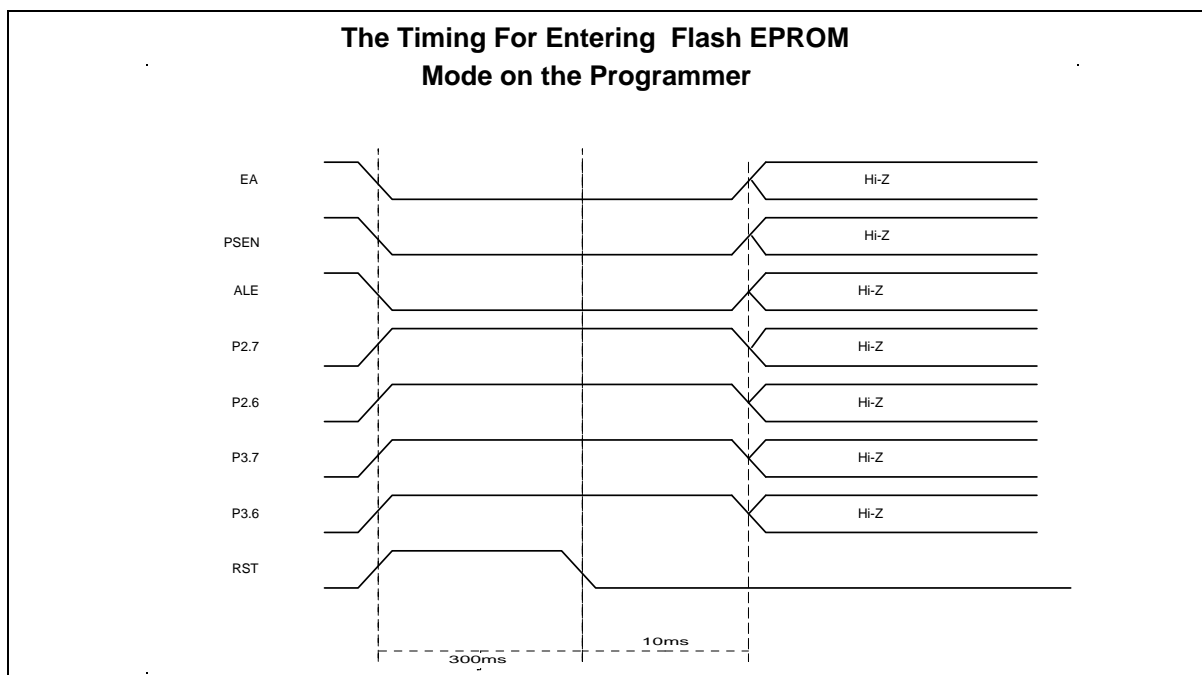 The Timing For Entering Flash EPROM
Mode on the Programmer
EA
Hi-Z
PSEN
Hi-Z
ALE
Hi-Z
P2.7
Hi-Z
P2.6
Hi-Z
P3.7
Hi-Z
P3.6
Hi-Z
RST
10ms
300ms